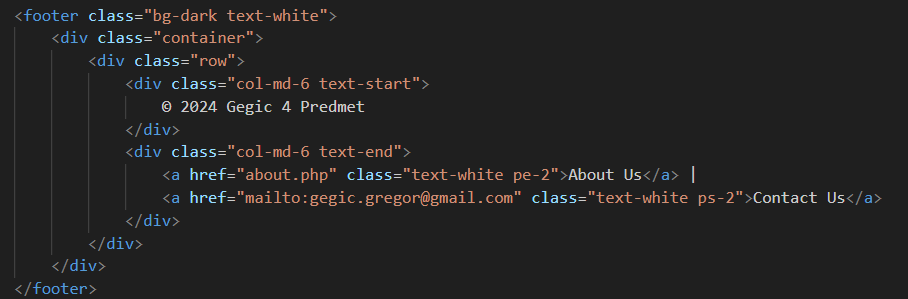 <footer class="bg-dark text-white">
<div class="container">
<div class="row">
<div class="col-md-6 text-start">
© 2024 Gegic 4 Predmet
</div>
<div class="col-md-6 text-end">
<a href="about.php" class="text-white pe-2">About Us</a> |
<a href="mailto:gegic.gregor@gmail.com" class="text-white ps-2">Contact Us</a>
</div>
</div>
</div>
</footer>